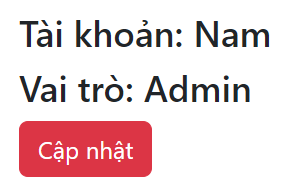 Tài khoản: Nam
Vai trò: Admin
Cập nhật